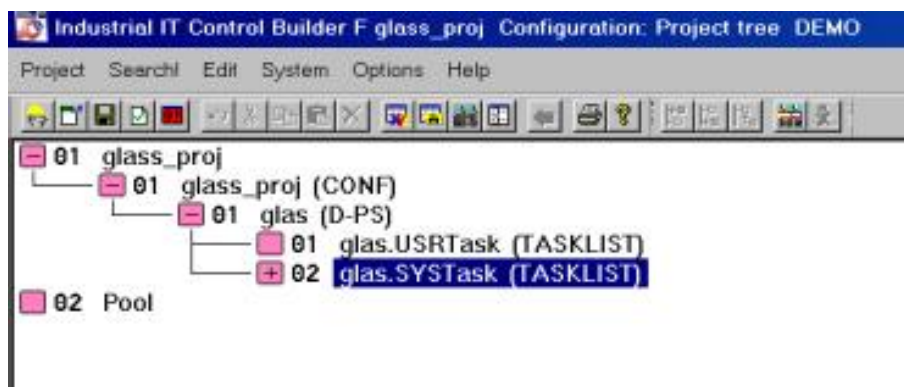 Industrial IT Control Builder F glass_proj Configuration: Project tree DEMO
Project Search! Edit System Options Help
01 glass_proj
01 glass_proj (CONF)
01 glas (D-PS)
01 glas.USRTask (TASKLIST)
02 glas.SYSTask (TASKLIST)
02 Pool